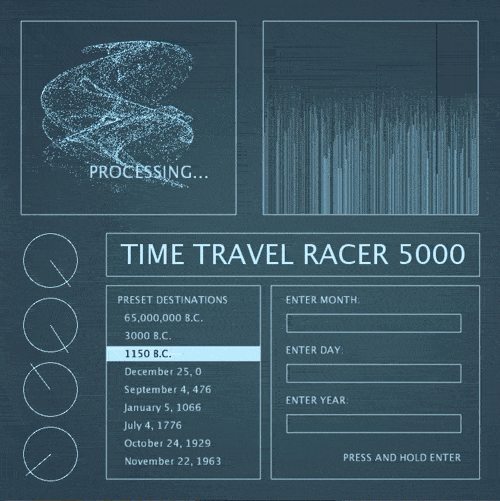 PROCESSING...
TIME TRAVEL RACER 5000
PRESET DESTINATIONS
65,000,000 B.C.
3000 B.C.
1150 B.C.
December 25, 0
September 4, 476
January 5, 1066
July 4, 1776
October 24, 1929
November 22, 1963
ENTER MONTH:
ENTER DAY:
ENTER YEAR:
PRESS AND HOLD ENTER